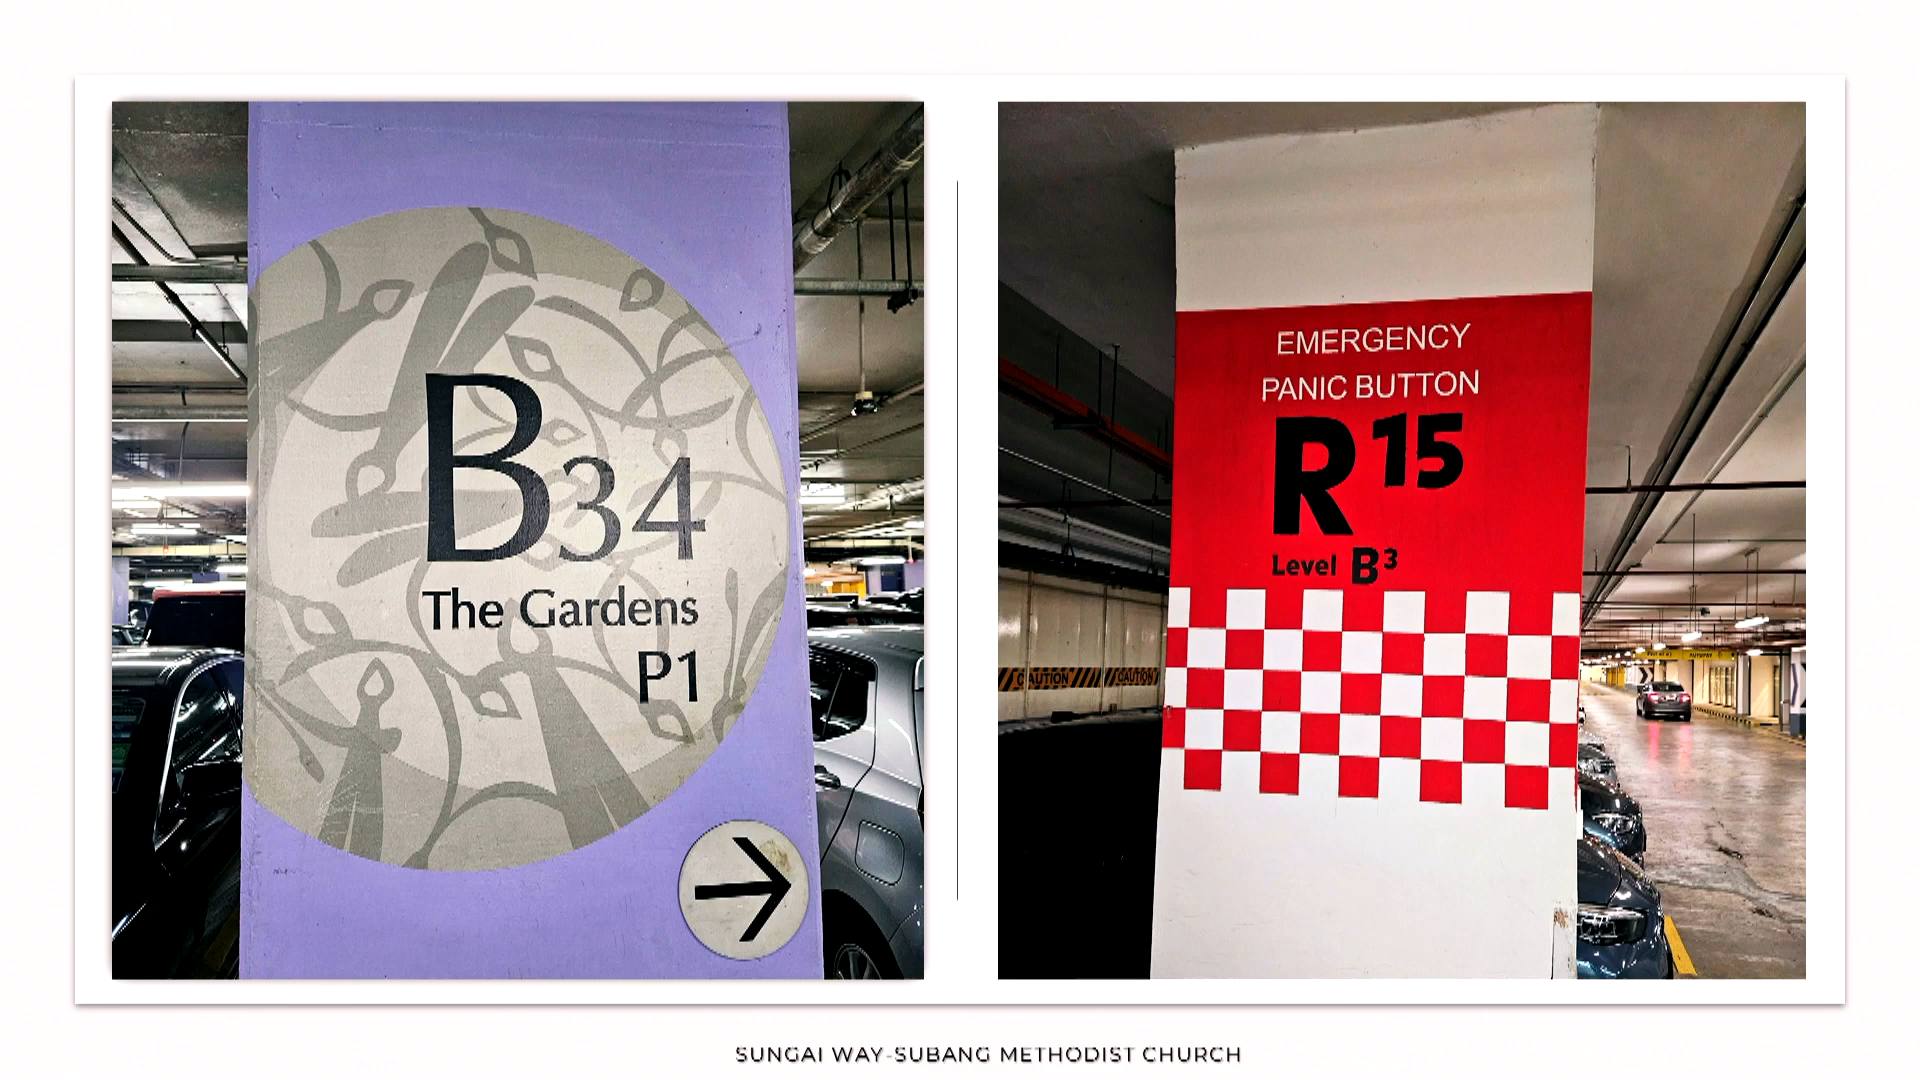 B34
The Gardens
P1
EMERGENCY
PANIC BUTTON
R15
Level B3
CAUTION CAUTION
SUNGAI WAY-SUBANG METHODIST CHURCH